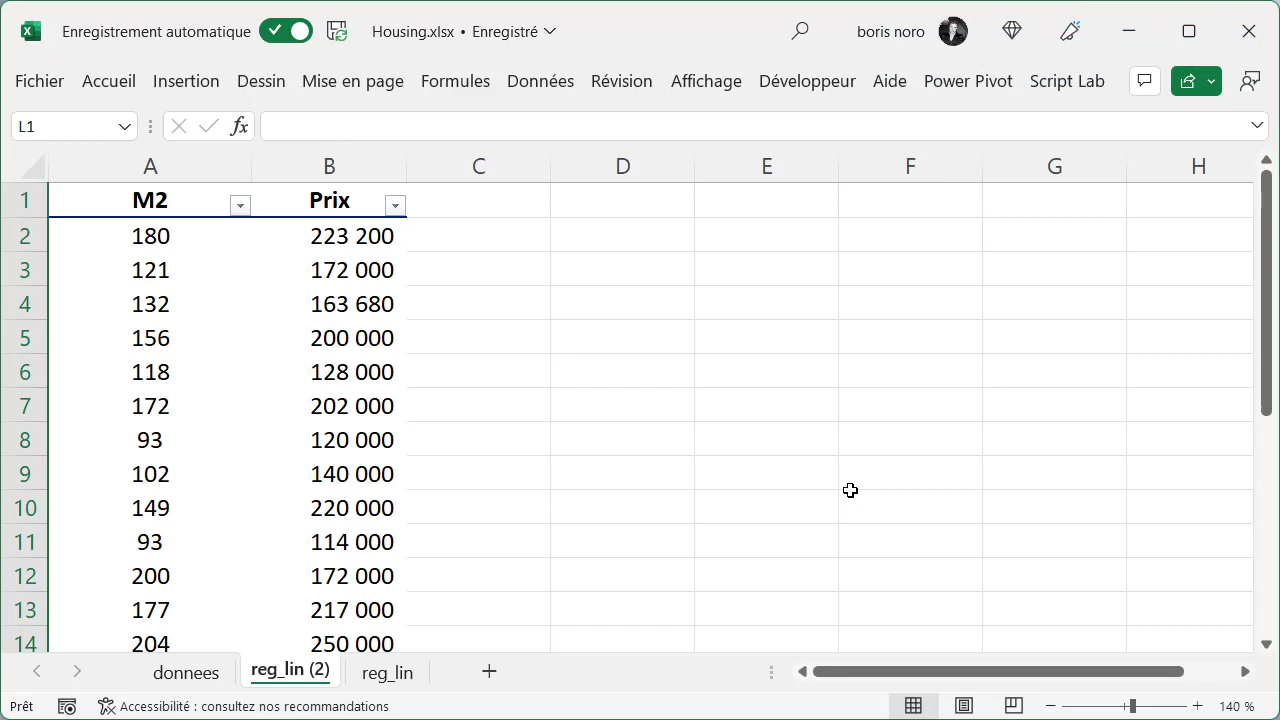 Enregistrement automatique Housing.xlsx • Enregistré boris noro
Fichier Accueil Insertion Dessin Mise en page Formules Données Révision Affichage Développeur Aide Power Pivot Script Lab
L1 fx
A B C D E F G H
1 M2 Prix
2 180 223 200
3 121 172 000
4 132 163 680
5 156 200 000
6 118 128 000
7 172 202 000
8 93 120 000
9 102 140 000
10 149 220 000
11 93 114 000
12 200 172 000
13 177 217 000
14 204 250 000
donnees reg_lin (2) reg_lin
Prêt Accessibilité : consultez nos recommandations 140 %